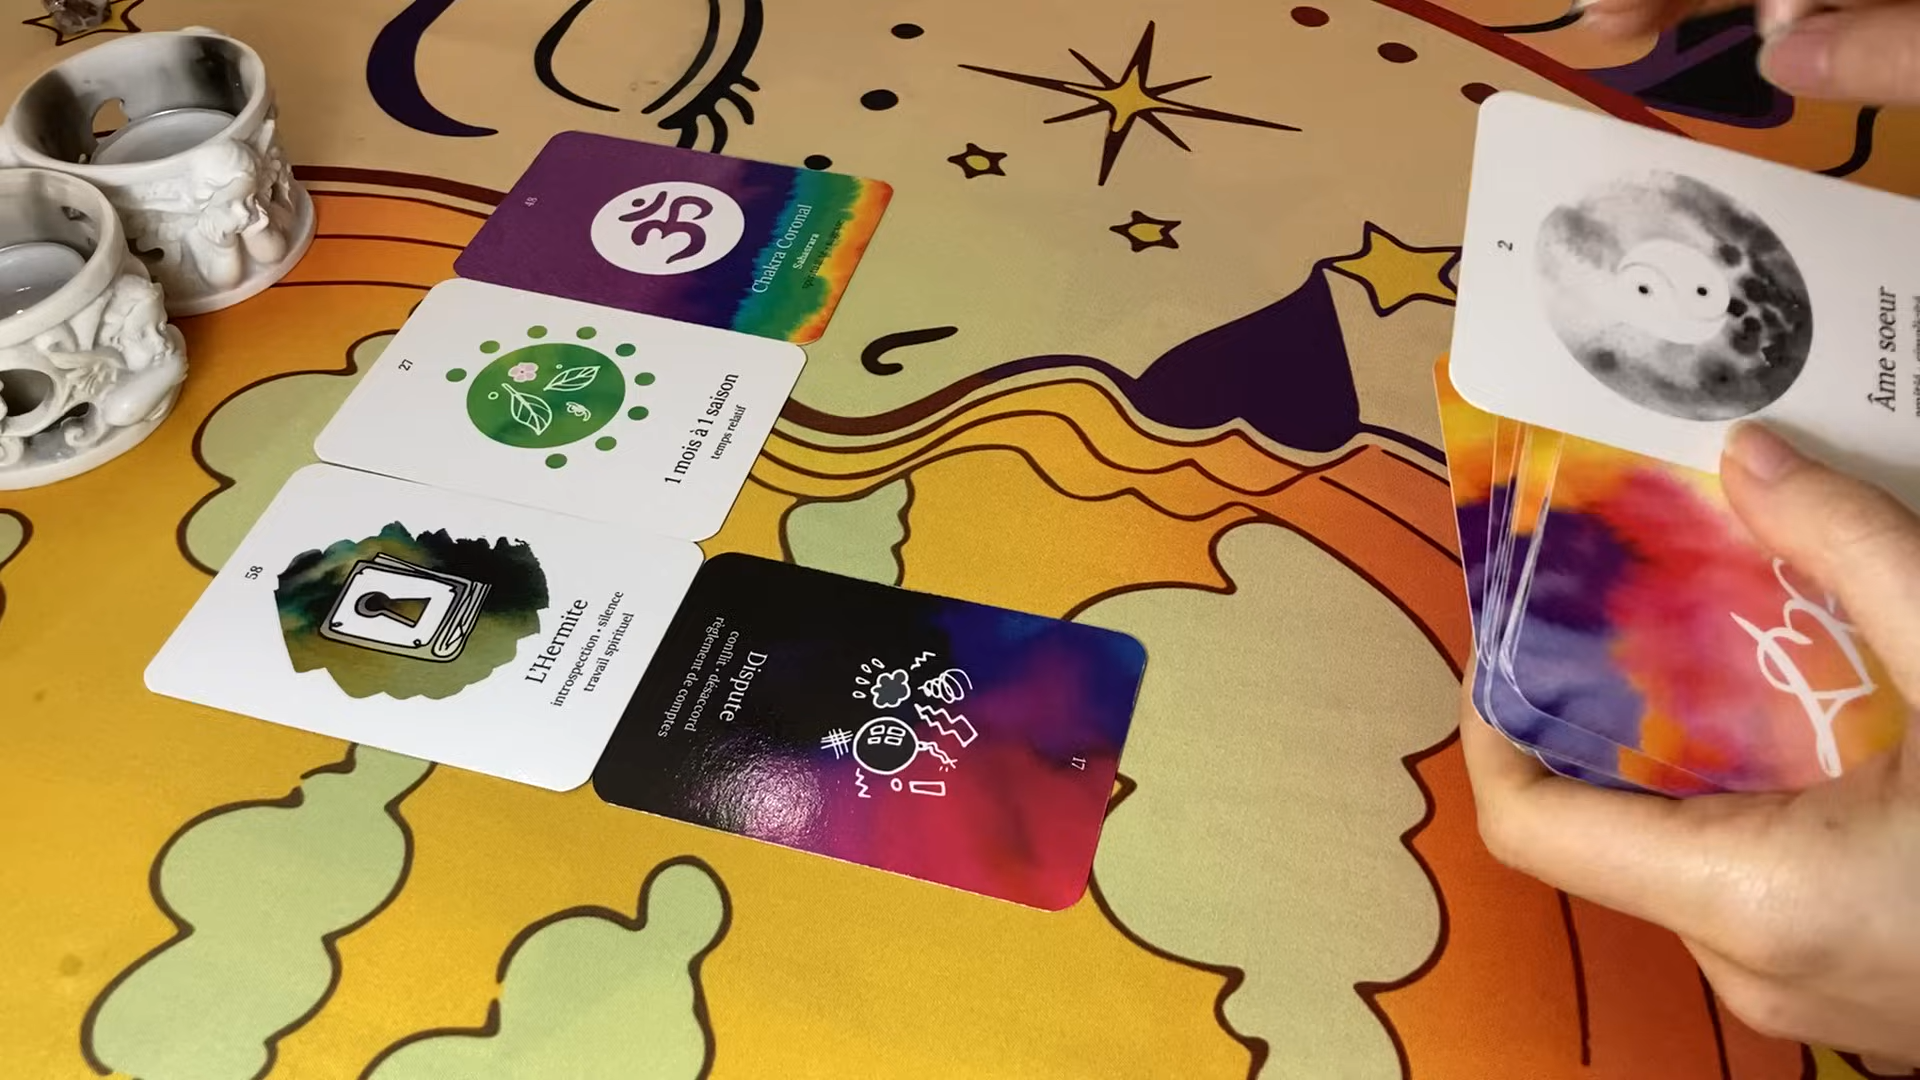 48
Chakra Coronal
Sahasrara
27
1 mois à 1 saison
temps relatif
58
L'Hermite
introspection • silence
travail spirituel
17
Dispute
conflit • désaccord
règlement de comptes
2
Âme soeur